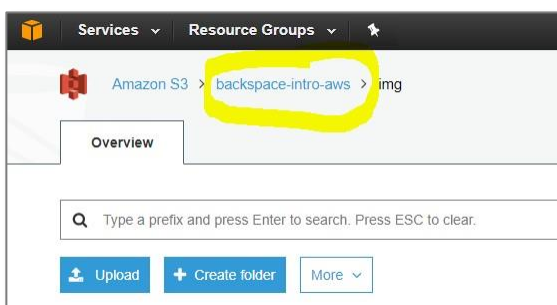 Services Resource Groups
Amazon S3 > backspace-intro-aws > img
Overview
Type a prefix and press Enter to search. Press ESC to clear.
Upload + Create folder More